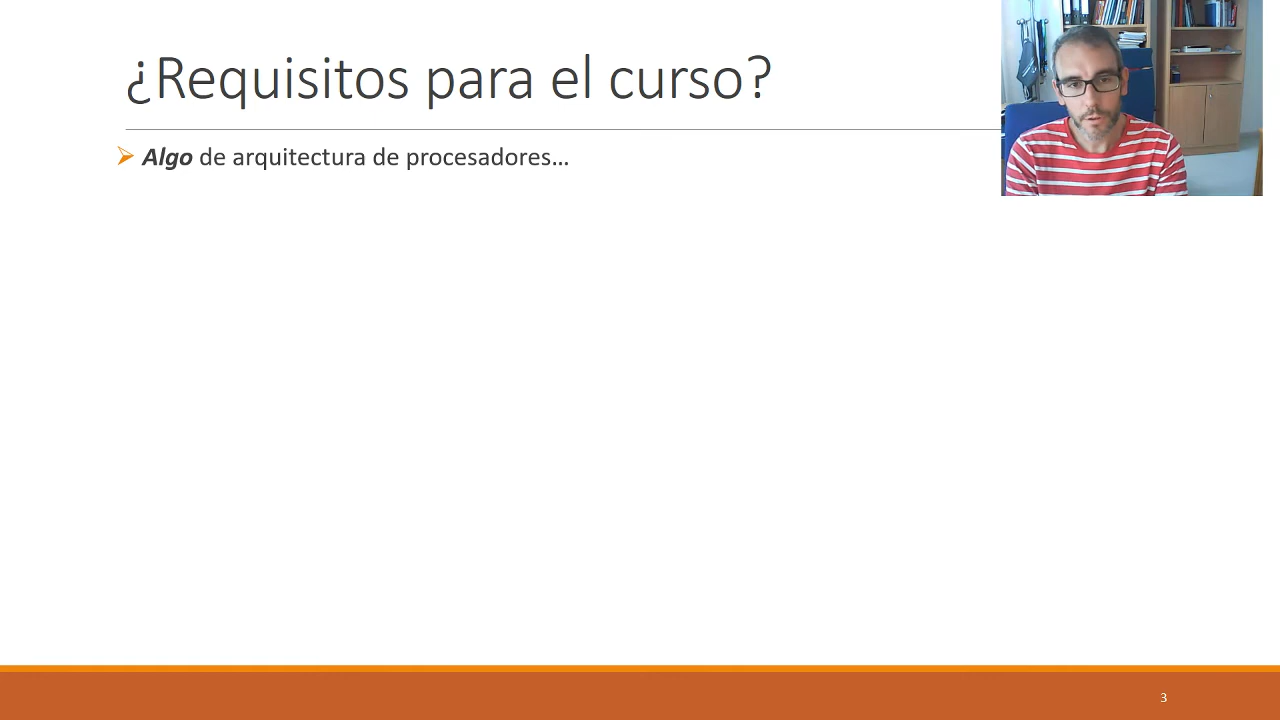 ¿Requisitos para el curso?
Algo de arquitectura de procesadores…
3